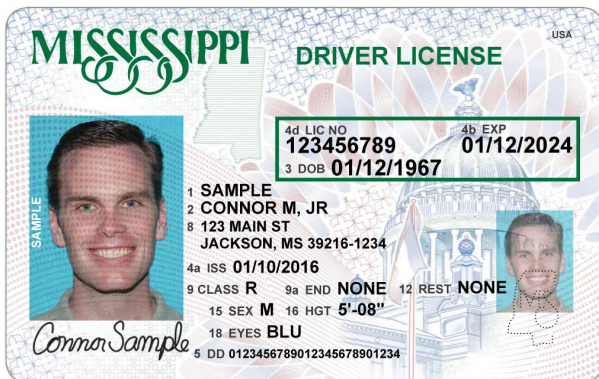 MISSISSIPPI
DRIVER LICENSE
USA
4d LIC NO 4b EXP
123456789 01/12/2024
3 DOB 01/12/1967
SAMPLE
1 SAMPLE
2 CONNOR M, JR
8 123 MAIN ST
JACKSON, MS 39216-1234
4a ISS 01/10/2016
9 CLASS R 9a END NONE 12 REST NONE
15 SEX M 16 HGT 5'-08"
18 EYES BLU
5 DD 0123456789012345678901234
Connor Sample